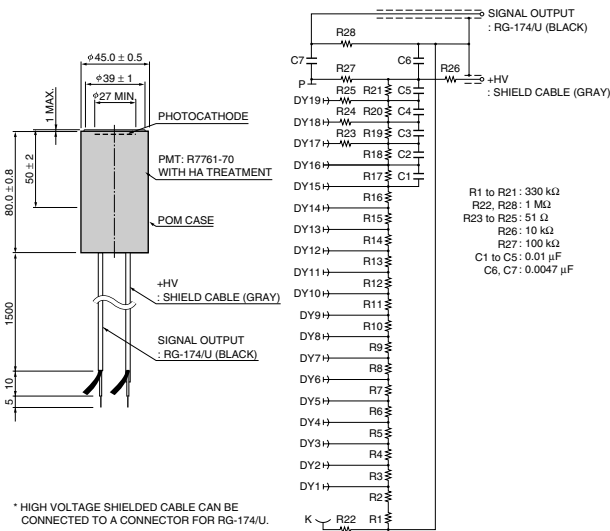 SIGNAL OUTPUT
: RG-174/U (BLACK)
+HV
: SHIELD CABLE (GRAY)
φ45.0 ± 0.5
φ39 ± 1
φ27 MIN
1 MAX.
PHOTOCATHODE
50 ± 2
80.0 ± 0.8
PMT: R7761-70
WITH HA TREATMENT
POM CASE
+HV
: SHIELD CABLE (GRAY)
1500
SIGNAL OUTPUT
: RG-174/U (BLACK)
10
5
* HIGH VOLTAGE SHIELDED CABLE CAN BE
CONNECTED TO A CONNECTOR FOR RG-174/U.
R28
C7
C6
R27
R26
P
R25
R21
C5
DY19
R24
R20
C4
DY18
R23
R19
C3
DY17
R18
C2
DY16
R17
C1
DY15
R16
DY14
R15
DY13
R14
DY12
R13
DY11
R12
DY10
R11
DY9
R10
DY8
R9
DY7
R8
DY6
R7
DY5
R6
DY4
R5
DY3
R4
DY2
R3
DY1
R2
K
R22
R1
R1 to R21 : 330 kΩ
R22, R28 : 1 MΩ
R23 to R25 : 51 Ω
R26 : 10 kΩ
R27 : 100 kΩ
C1 to C5 : 0.01 µF
C6, C7 : 0.0047 µF